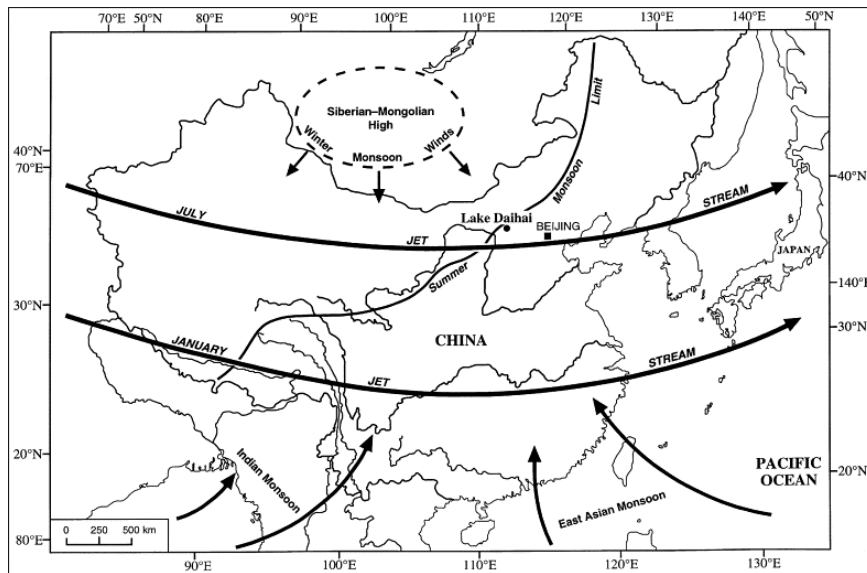 70°E 80°E 90°E 100°E 110°E 120°E 130°E 140°E 50°N
Siberian–Mongolian
High
Winter Monsoon Winds
Limit
Monsoon
Summer
40°N
70°E
40°N
JULY JET STREAM
Lake Daihai
BEIJING
JAPAN
140°E
30°N
30°N
CHINA
JANUARY JET STREAM
20°N
20°N
Indian Monsoon
East Asian Monsoon
PACIFIC
OCEAN
0 250 500 km
80°E
90°E 100°E 110°E 120°E 130°E